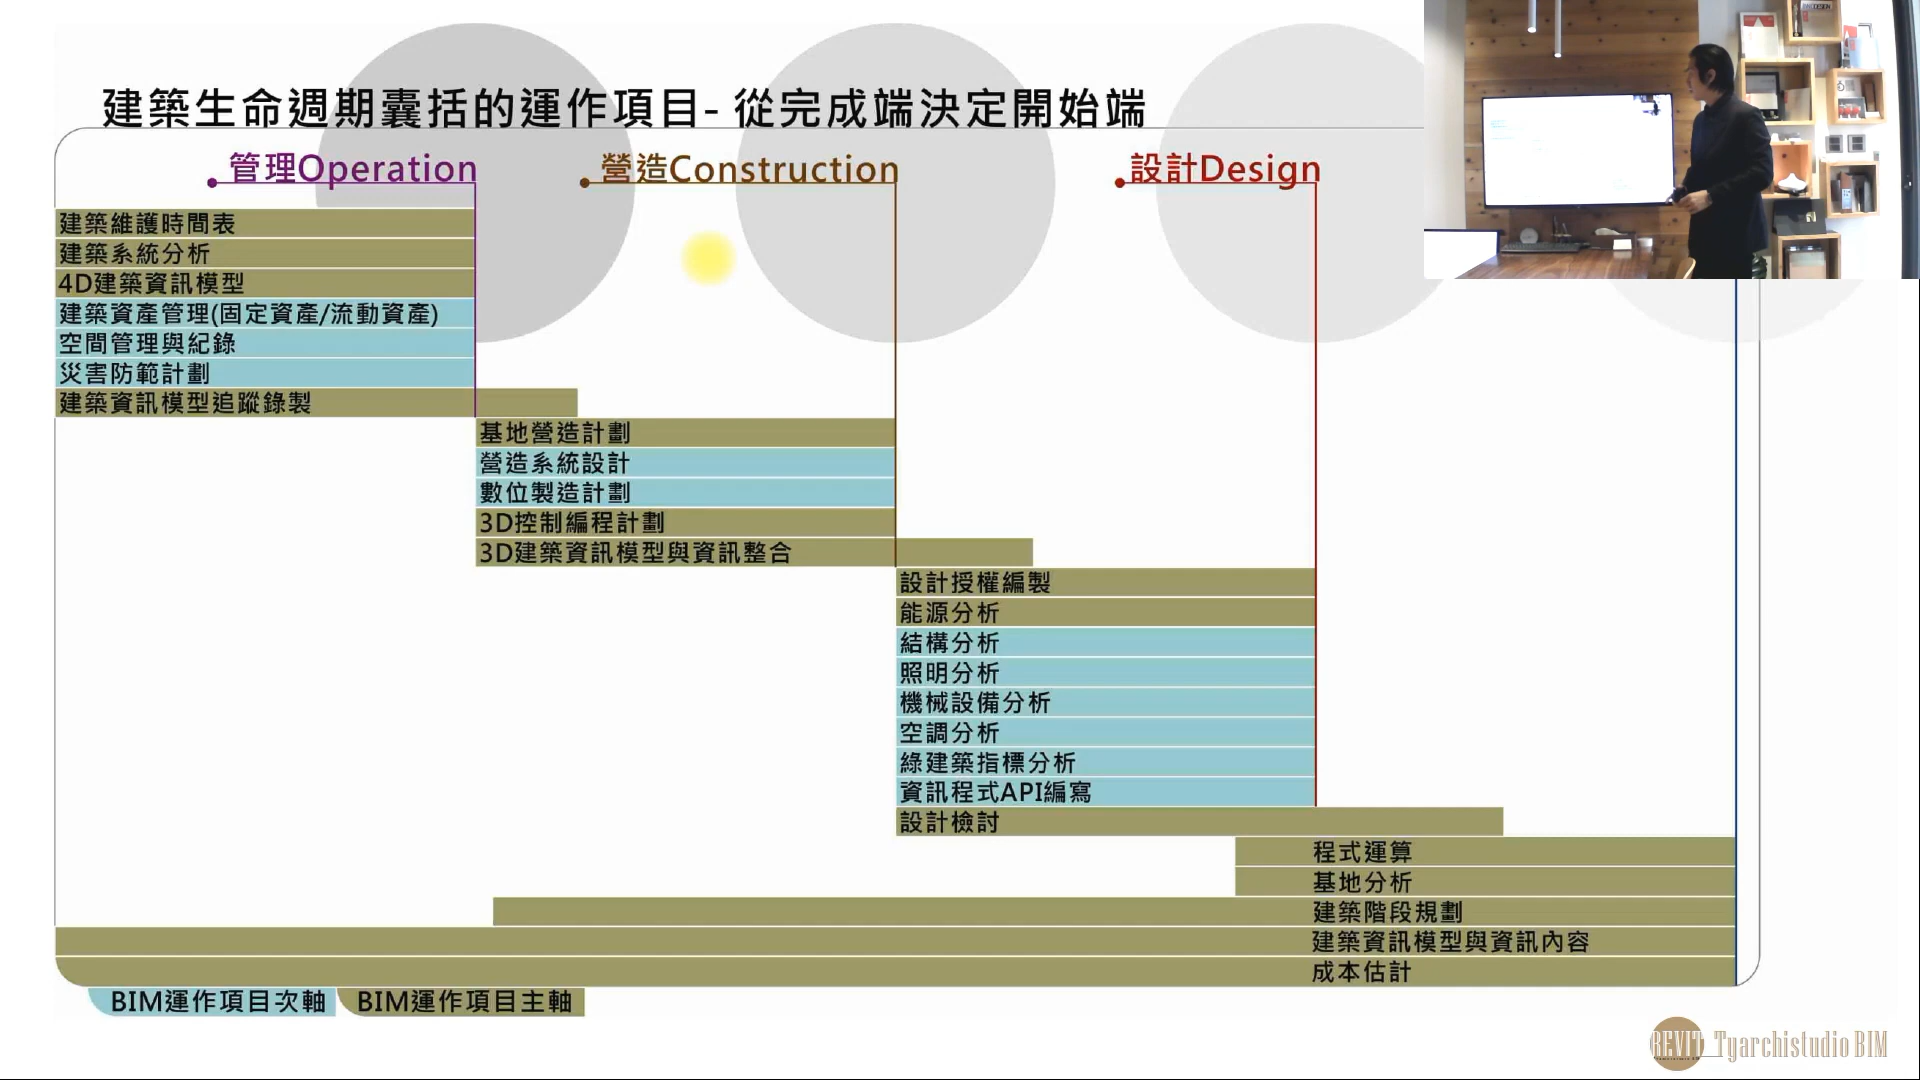 建築生命週期囊括的運作項目- 從完成端決定開始端
管理Operation
營造Construction
設計Design
建築維護時間表
建築系統分析
4D建築資訊模型
建築資產管理(固定資產/流動資產)
空間管理與紀錄
災害防範計劃
建築資訊模型追蹤錄製
基地營造計劃
營造系統設計
數位製造計劃
3D控制編程計劃
3D建築資訊模型與資訊整合
設計授權編製
能源分析
結構分析
照明分析
機械設備分析
空調分析
綠建築指標分析
資訊程式API編寫
設計檢討
程式運算
基地分析
建築階段規劃
建築資訊模型與資訊內容
成本估計
BIM運作項目次軸
BIM運作項目主軸
REVIT Tyarchistudio BIM